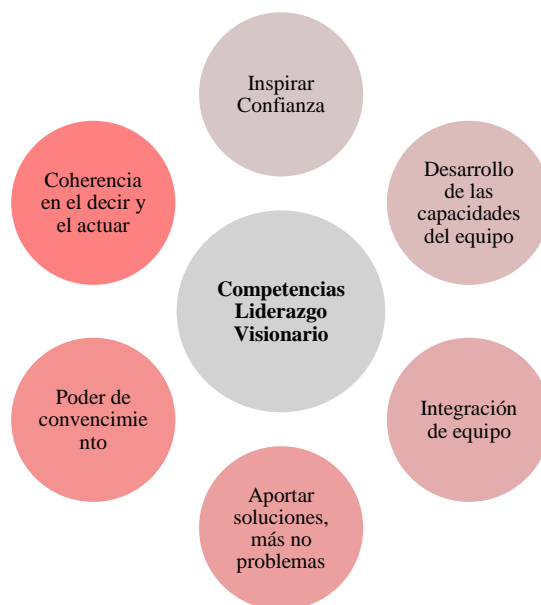 Inspirar
Confianza
Desarrollo
de las
capacidades
del equipo
Integración
de equipo
Aportar
soluciones,
más no
problemas
Poder de
convencimie
nto
Coherencia
en el decir y
el actuar
Competencias
Liderazgo
Visionario